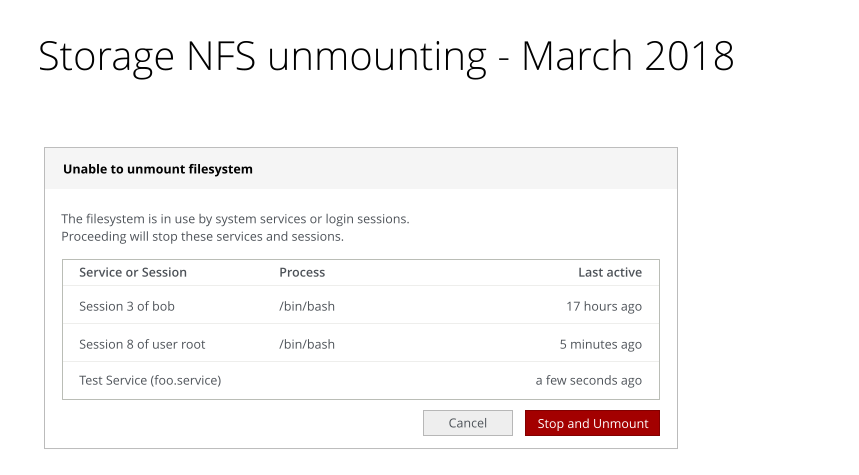 Storage NFS unmounting - March 2018
Unable to unmount filesystem
The filesystem is in use by system services or login sessions.
Proceeding will stop these services and sessions.
Service or Session Process Last active
Session 3 of bob /bin/bash 17 hours ago
Session 8 of user root /bin/bash 5 minutes ago
Test Service (foo.service) a few seconds ago
Cancel Stop and Unmount